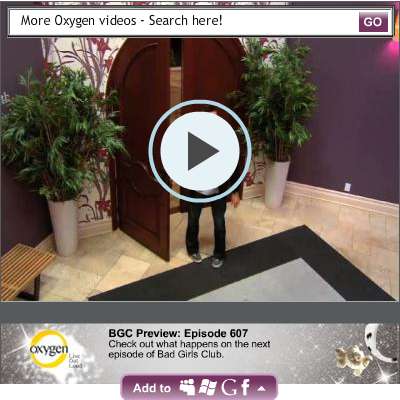 More Oxygen videos - Search here!
GO
oxygen
Live
Out
Loud
BGC Preview: Episode 607
Check out what happens on the next
episode of Bad Girls Club.
Add to